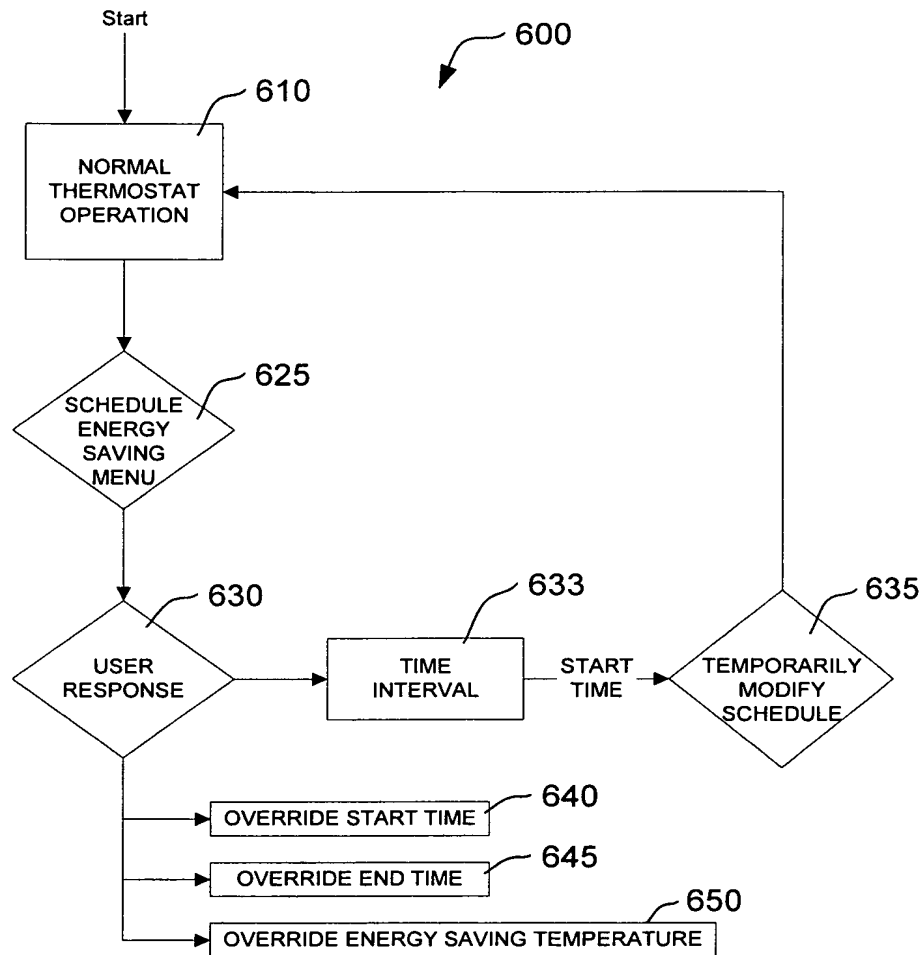 Start
600
610
NORMAL
THERMOSTAT
OPERATION
625
SCHEDULE
ENERGY
SAVING
MENU
630
USER
RESPONSE
633
TIME
INTERVAL
START
TIME
635
TEMPORARILY
MODIFY
SCHEDULE
640
OVERRIDE START TIME
645
OVERRIDE END TIME
650
OVERRIDE ENERGY SAVING TEMPERATURE